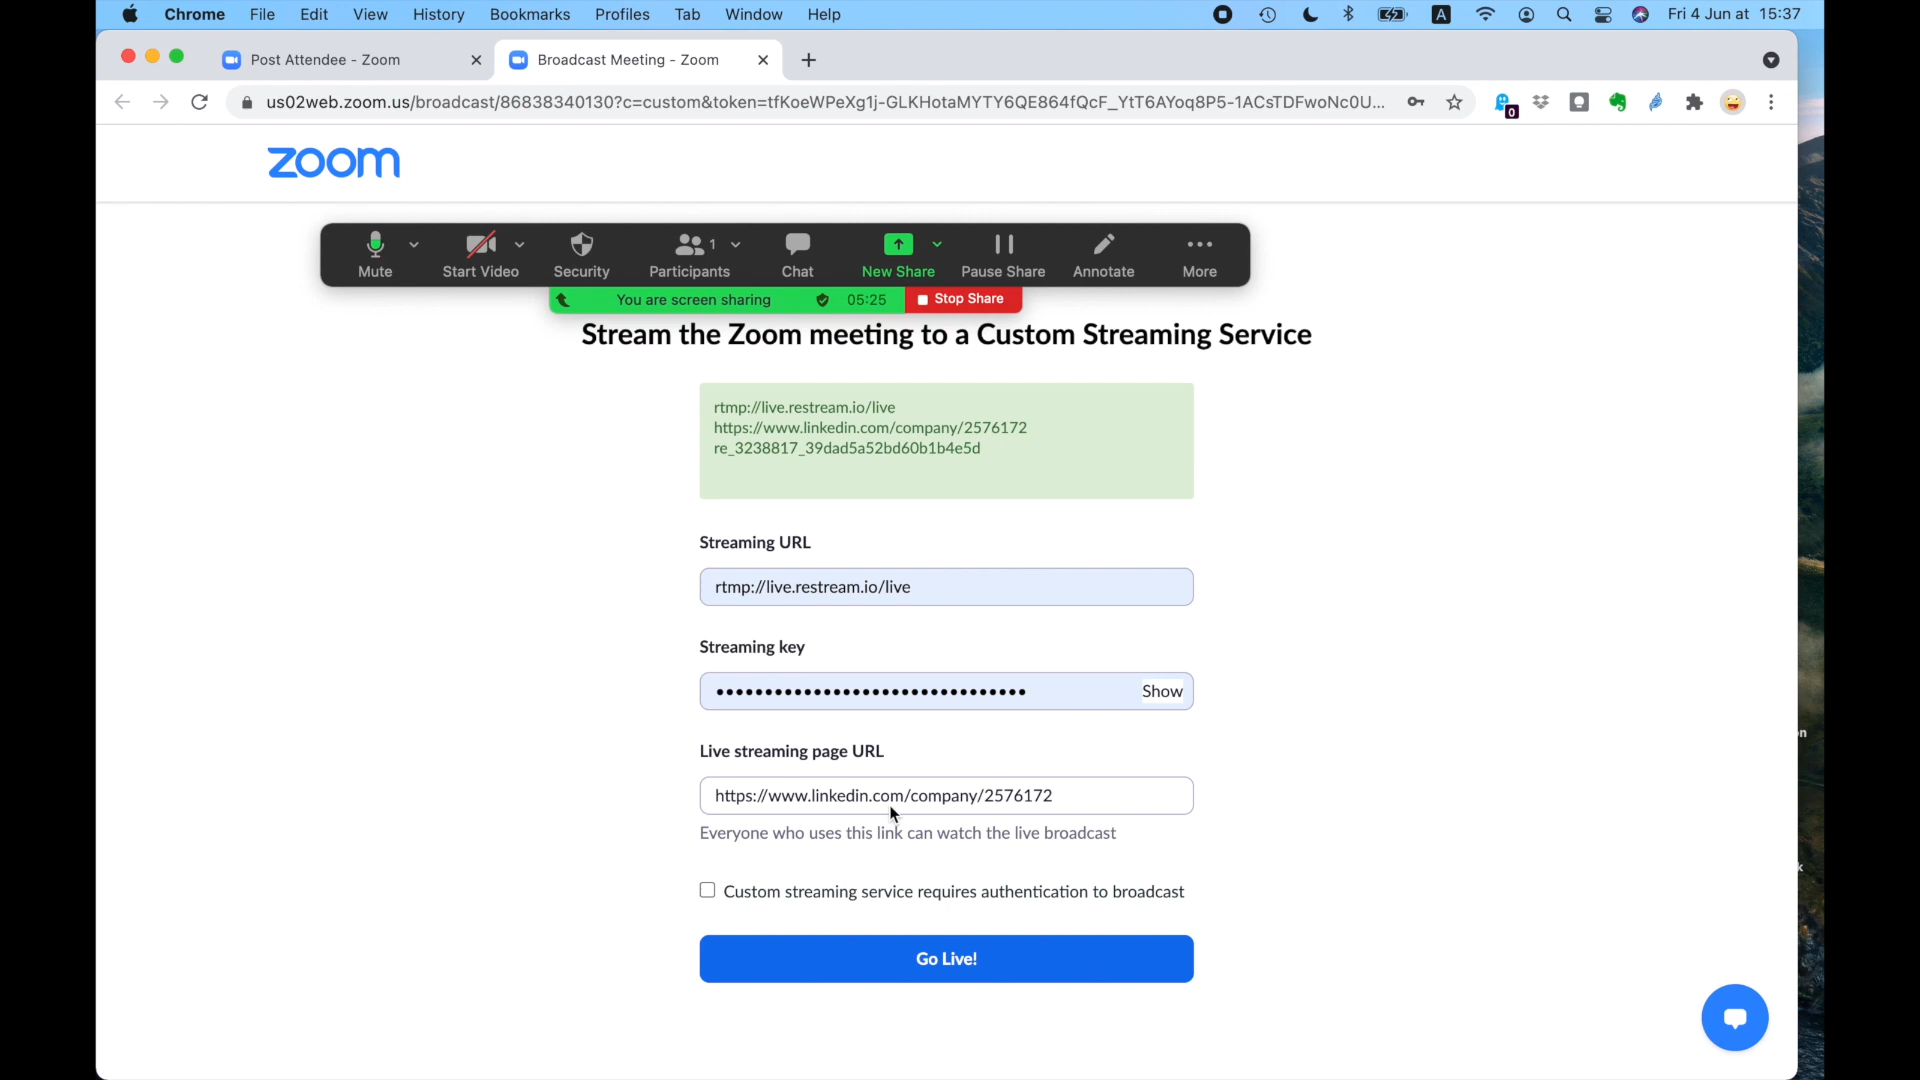 Chrome File Edit View History Bookmarks Profiles Tab Window Help A Fri 4 Jun at 15:37
Post Attendee - Zoom Broadcast Meeting - Zoom
us02web.zoom.us/broadcast/86838340130?c=custom&token=tfKoeWPeXg1j-GLKHotaMYTY6QE864fQcF_YtT6AYoq8P5-1ACsTDFwoNc0U... 0
zoom
1
Mute Start Video Security Participants Chat New Share Pause Share Annotate More
You are screen sharing 05:25 Stop Share
Stream the Zoom meeting to a Custom Streaming Service
rtmp://live.restream.io/live
https://www.linkedin.com/company/2576172
re_3238817_39dad5a52bd60b1b4e5d
Streaming URL
rtmp://live.restream.io/live
Streaming key
•••••••••••••••••••••••••••••••• Show
Live streaming page URL
https://www.linkedin.com/company/2576172
Everyone who uses this link can watch the live broadcast
Custom streaming service requires authentication to broadcast
Go Live!